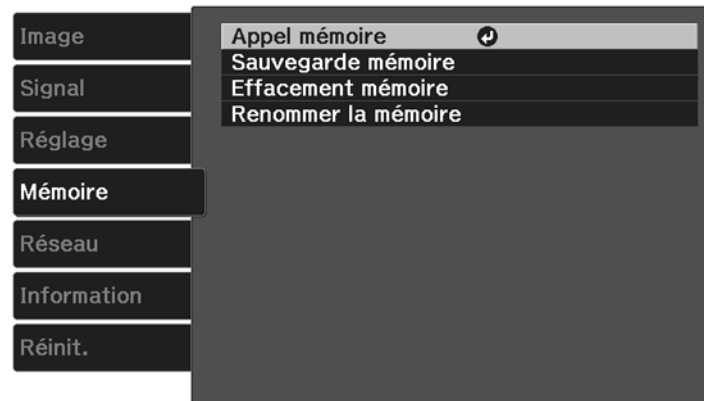 Image
Signal
Réglage
Mémoire
Réseau
Information
Réinit.
Appel mémoire
Sauvegarde mémoire
Effacement mémoire
Renommer la mémoire